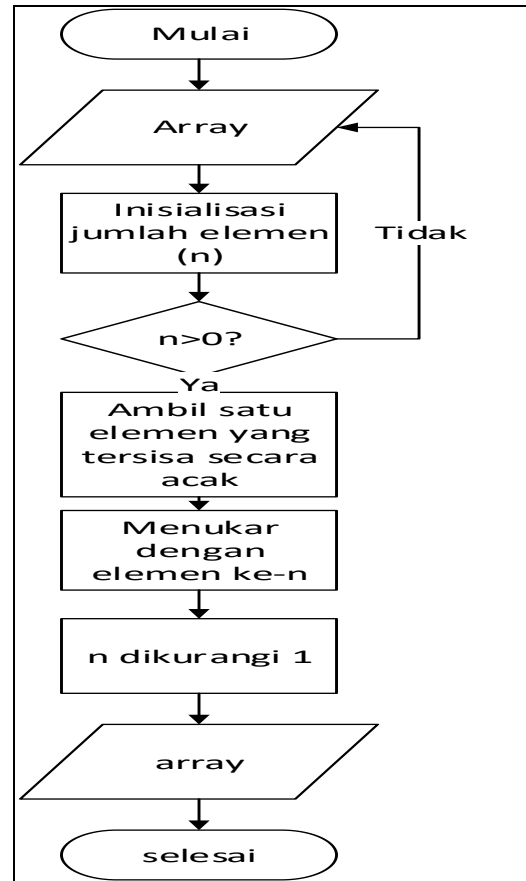 Mulai
Array
Inisialisasi
jumlah elemen
(n)
Tidak
n>0?
Ya
Ambil satu
elemen yang
tersisa secara
acak
Menukar
dengan
elemen ke-n
n dikurangi 1
array
selesai